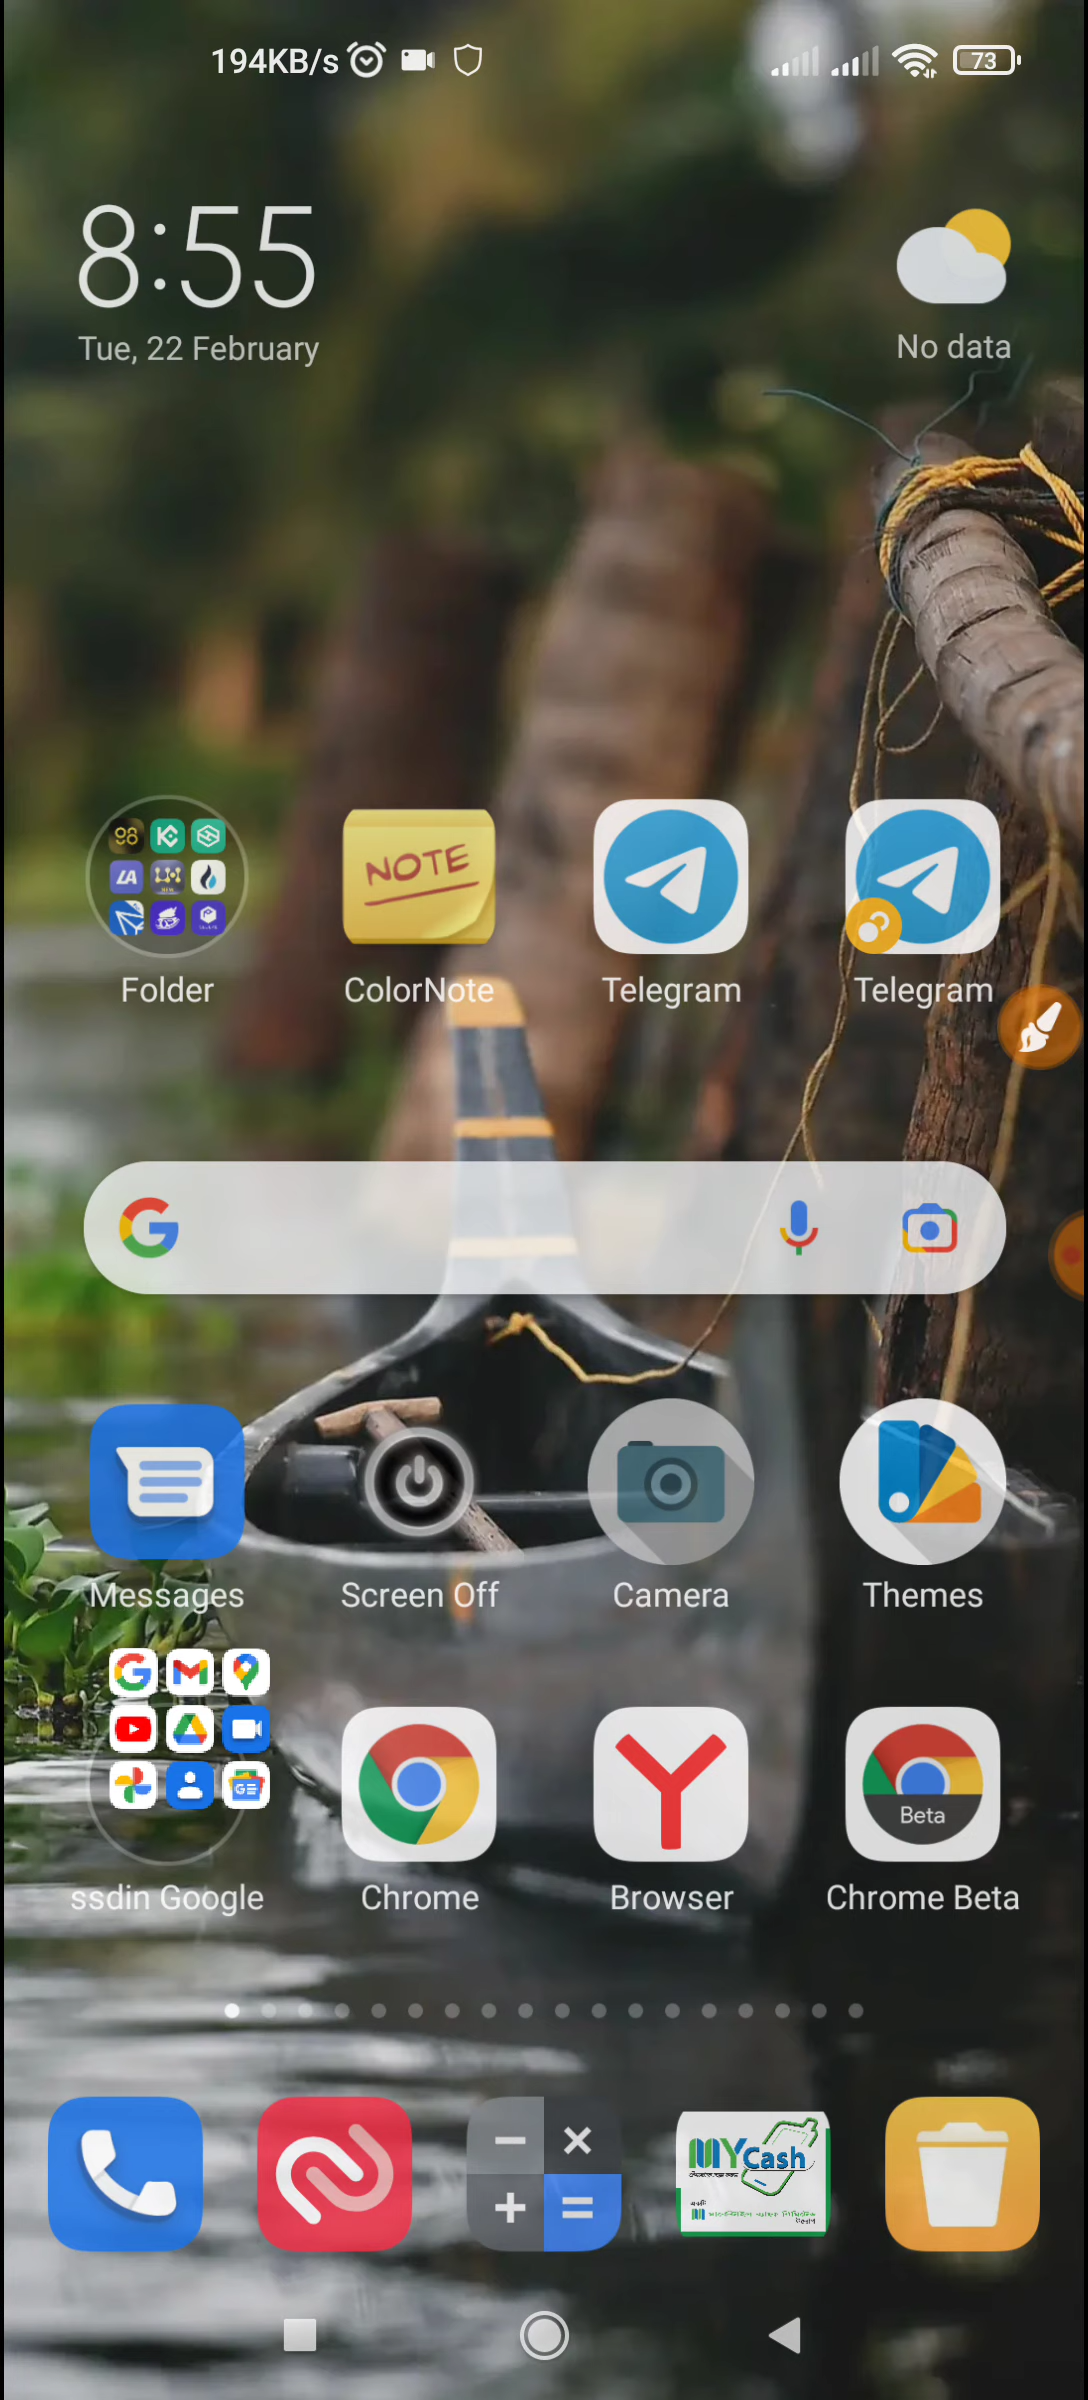 194KB/s
73
8:55
Tue, 22 February
No data
NOTE
Folder
ColorNote
Telegram
Telegram
Messages
Screen Off
Camera
Themes
Beta
ssdin Google
Chrome
Browser
Chrome Beta
MYCash